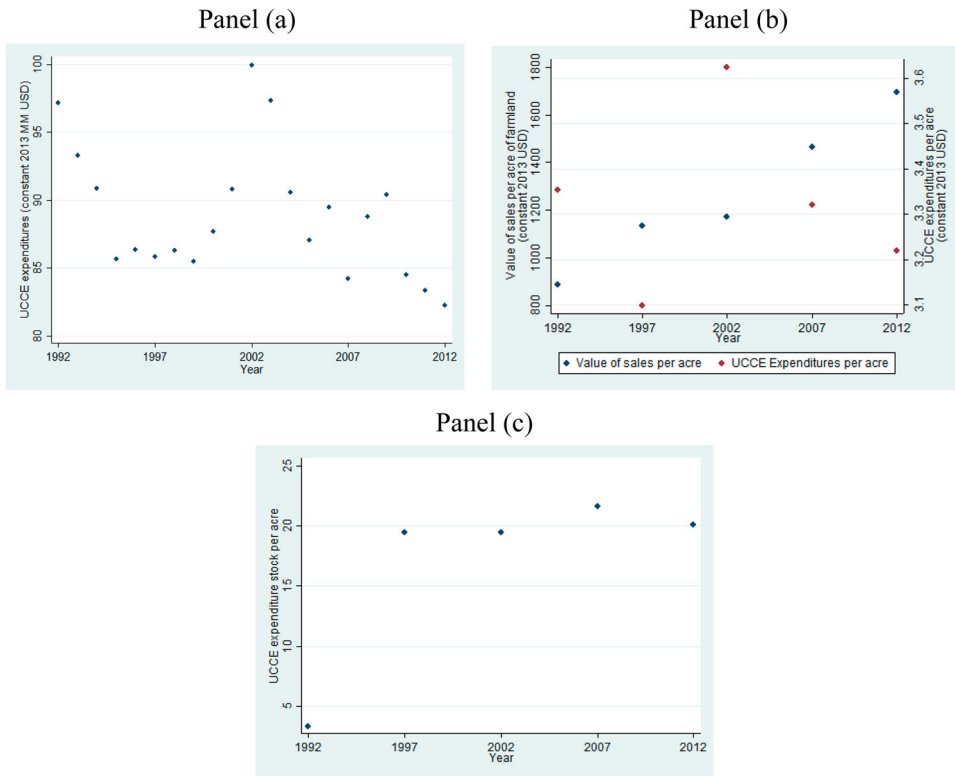 Panel (a)
UCCE expenditures (constant 2013 MM USD)
100
95
90
85
80
1992
1997
2002
2007
2012
Year
Panel (b)
Value of sales per acre of farmland
(constant 2013 USD)
1800
1600
1400
1200
1000
800
3.6
3.5
3.4
3.3
3.2
3.1
UCCE expenditures per acre
(constant 2013 USD)
1992
1997
2002
2007
2012
Year
Value of sales per acre
UCCE Expenditures per acre
Panel (c)
UCCE expenditure stock per acre
25
20
15
10
5
1992
1997
2002
2007
2012
Year